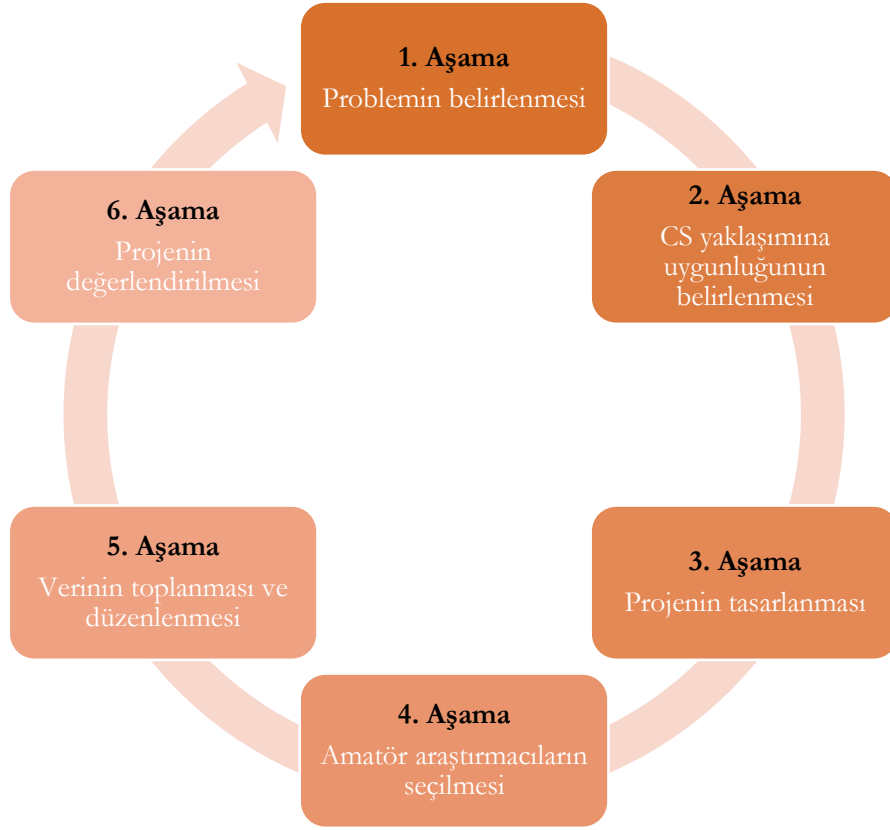 1. Aşama
Problemin belirlenmesi
2. Aşama
CS yaklaşımına
uygunluğunun
belirlenmesi
3. Aşama
Projenin tasarlanması
4. Aşama
Amatör araştırmacıların
seçilmesi
5. Aşama
Verinin toplanması ve
düzenlenmesi
6. Aşama
Projenin
değerlendirilmesi